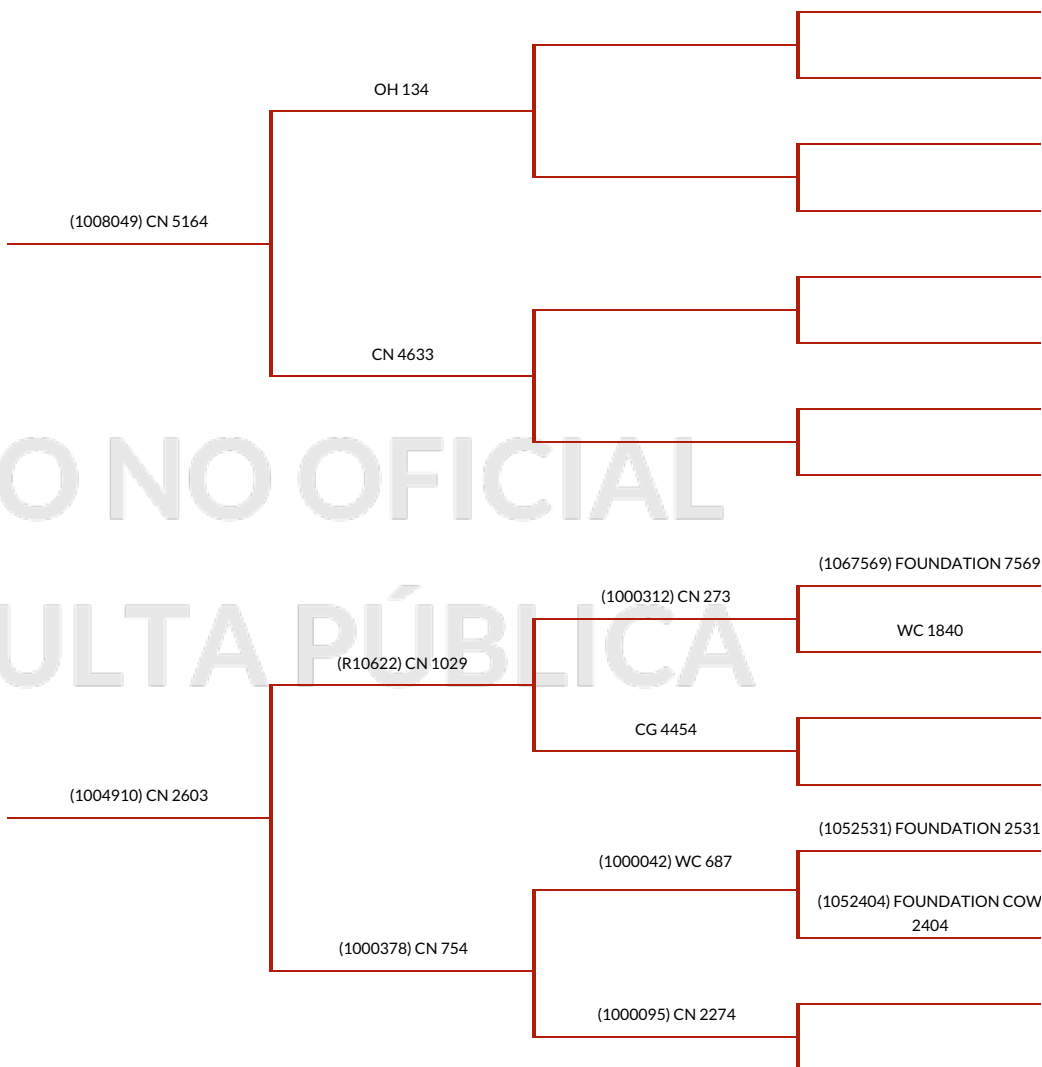 OH 134
(1008049) CN 5164
CN 4633
O NO OFICIAL
(1067569) FOUNDATION 7569
(1000312) CN 273
ULTA PÚBLICA
WC 1840
(R10622) CN 1029
CG 4454
(1004910) CN 2603
(1052531) FOUNDATION 2531
(1000042) WC 687
(1052404) FOUNDATION COW
2404
(1000378) CN 754
(1000095) CN 2274